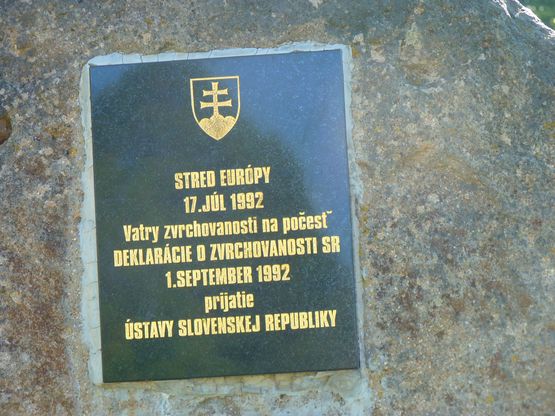 STRED EURÓPY
17.JÚL 1992
Vatry zvrchovanosti na počesť
DEKLARÁCIE O ZVRCHOVANOSTI SR
1.SEPTEMBER 1992
prijatie
ÚSTAVY SLOVENSKEJ REPUBLIKY